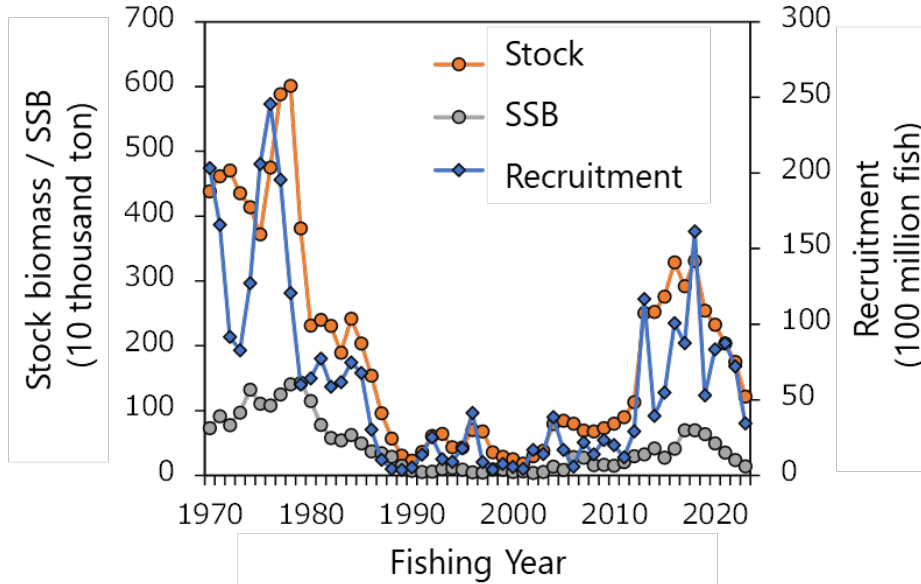 Stock biomass / SSB
(10 thousand ton)
700
600
500
400
300
200
100
0
Stock
SSB
Recruitment
300
250
200
150
100
50
0
Recruitment
(100 million fish)
1970
1980
1990
2000
2010
2020
Fishing Year